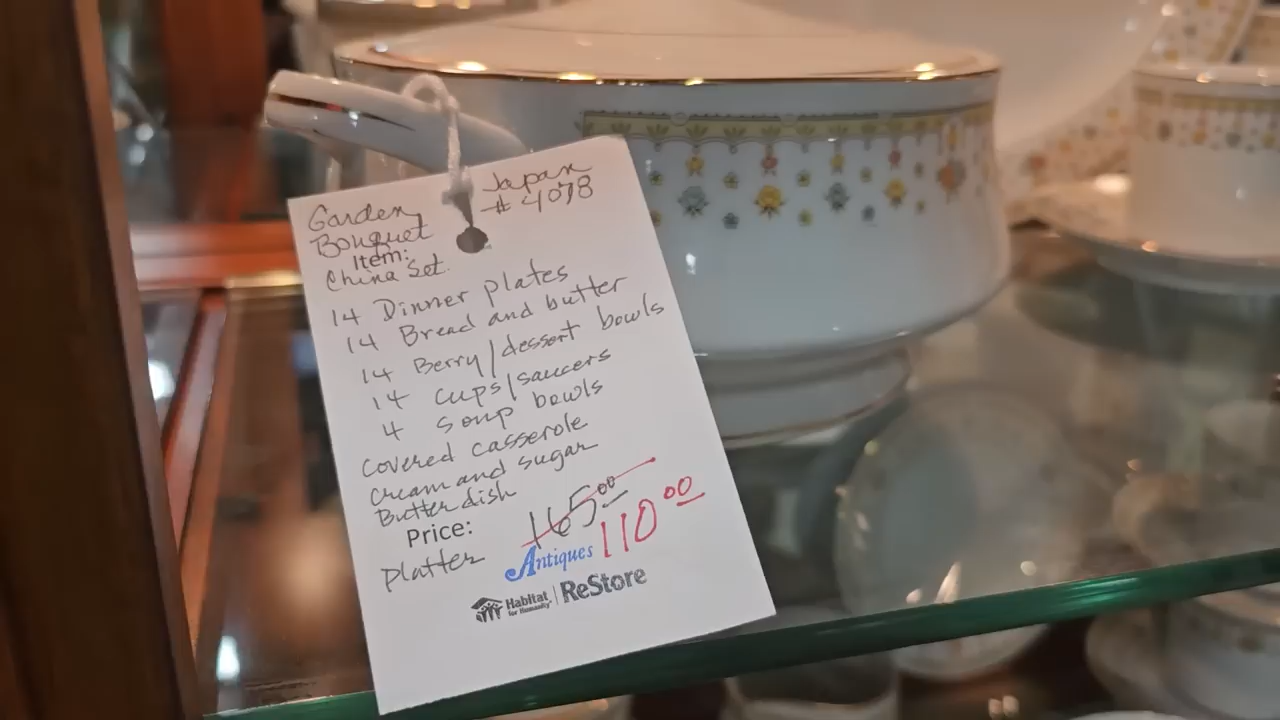 Garden Japan
Bouquet #4078
Item:
China Set
14 Dinner plates
14 Bread and butter
14 Berry/dessert bowls
14 cups/saucers
4 soup bowls
covered casserole
cream and sugar
Butter dish
Price: 165.00
platter 110.00
Antiques
Habitat for Humanity | ReStore